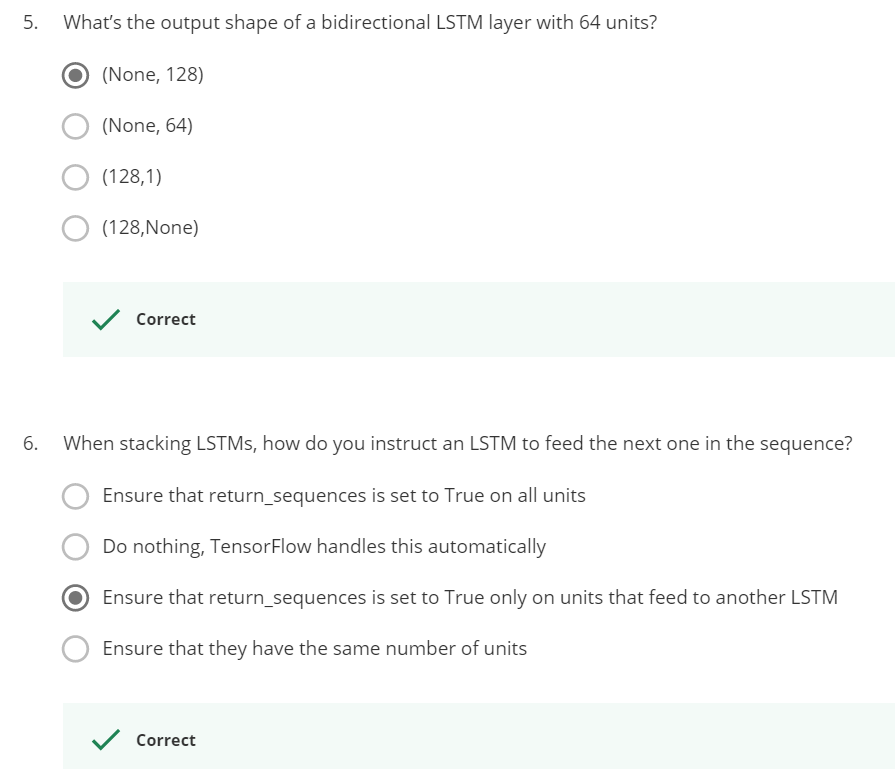 5. What’s the output shape of a bidirectional LSTM layer with 64 units?
(None, 128)
(None, 64)
(128,1)
(128,None)
Correct
6. When stacking LSTMs, how do you instruct an LSTM to feed the next one in the sequence?
Ensure that return_sequences is set to True on all units
Do nothing, TensorFlow handles this automatically
Ensure that return_sequences is set to True only on units that feed to another LSTM
Ensure that they have the same number of units
Correct